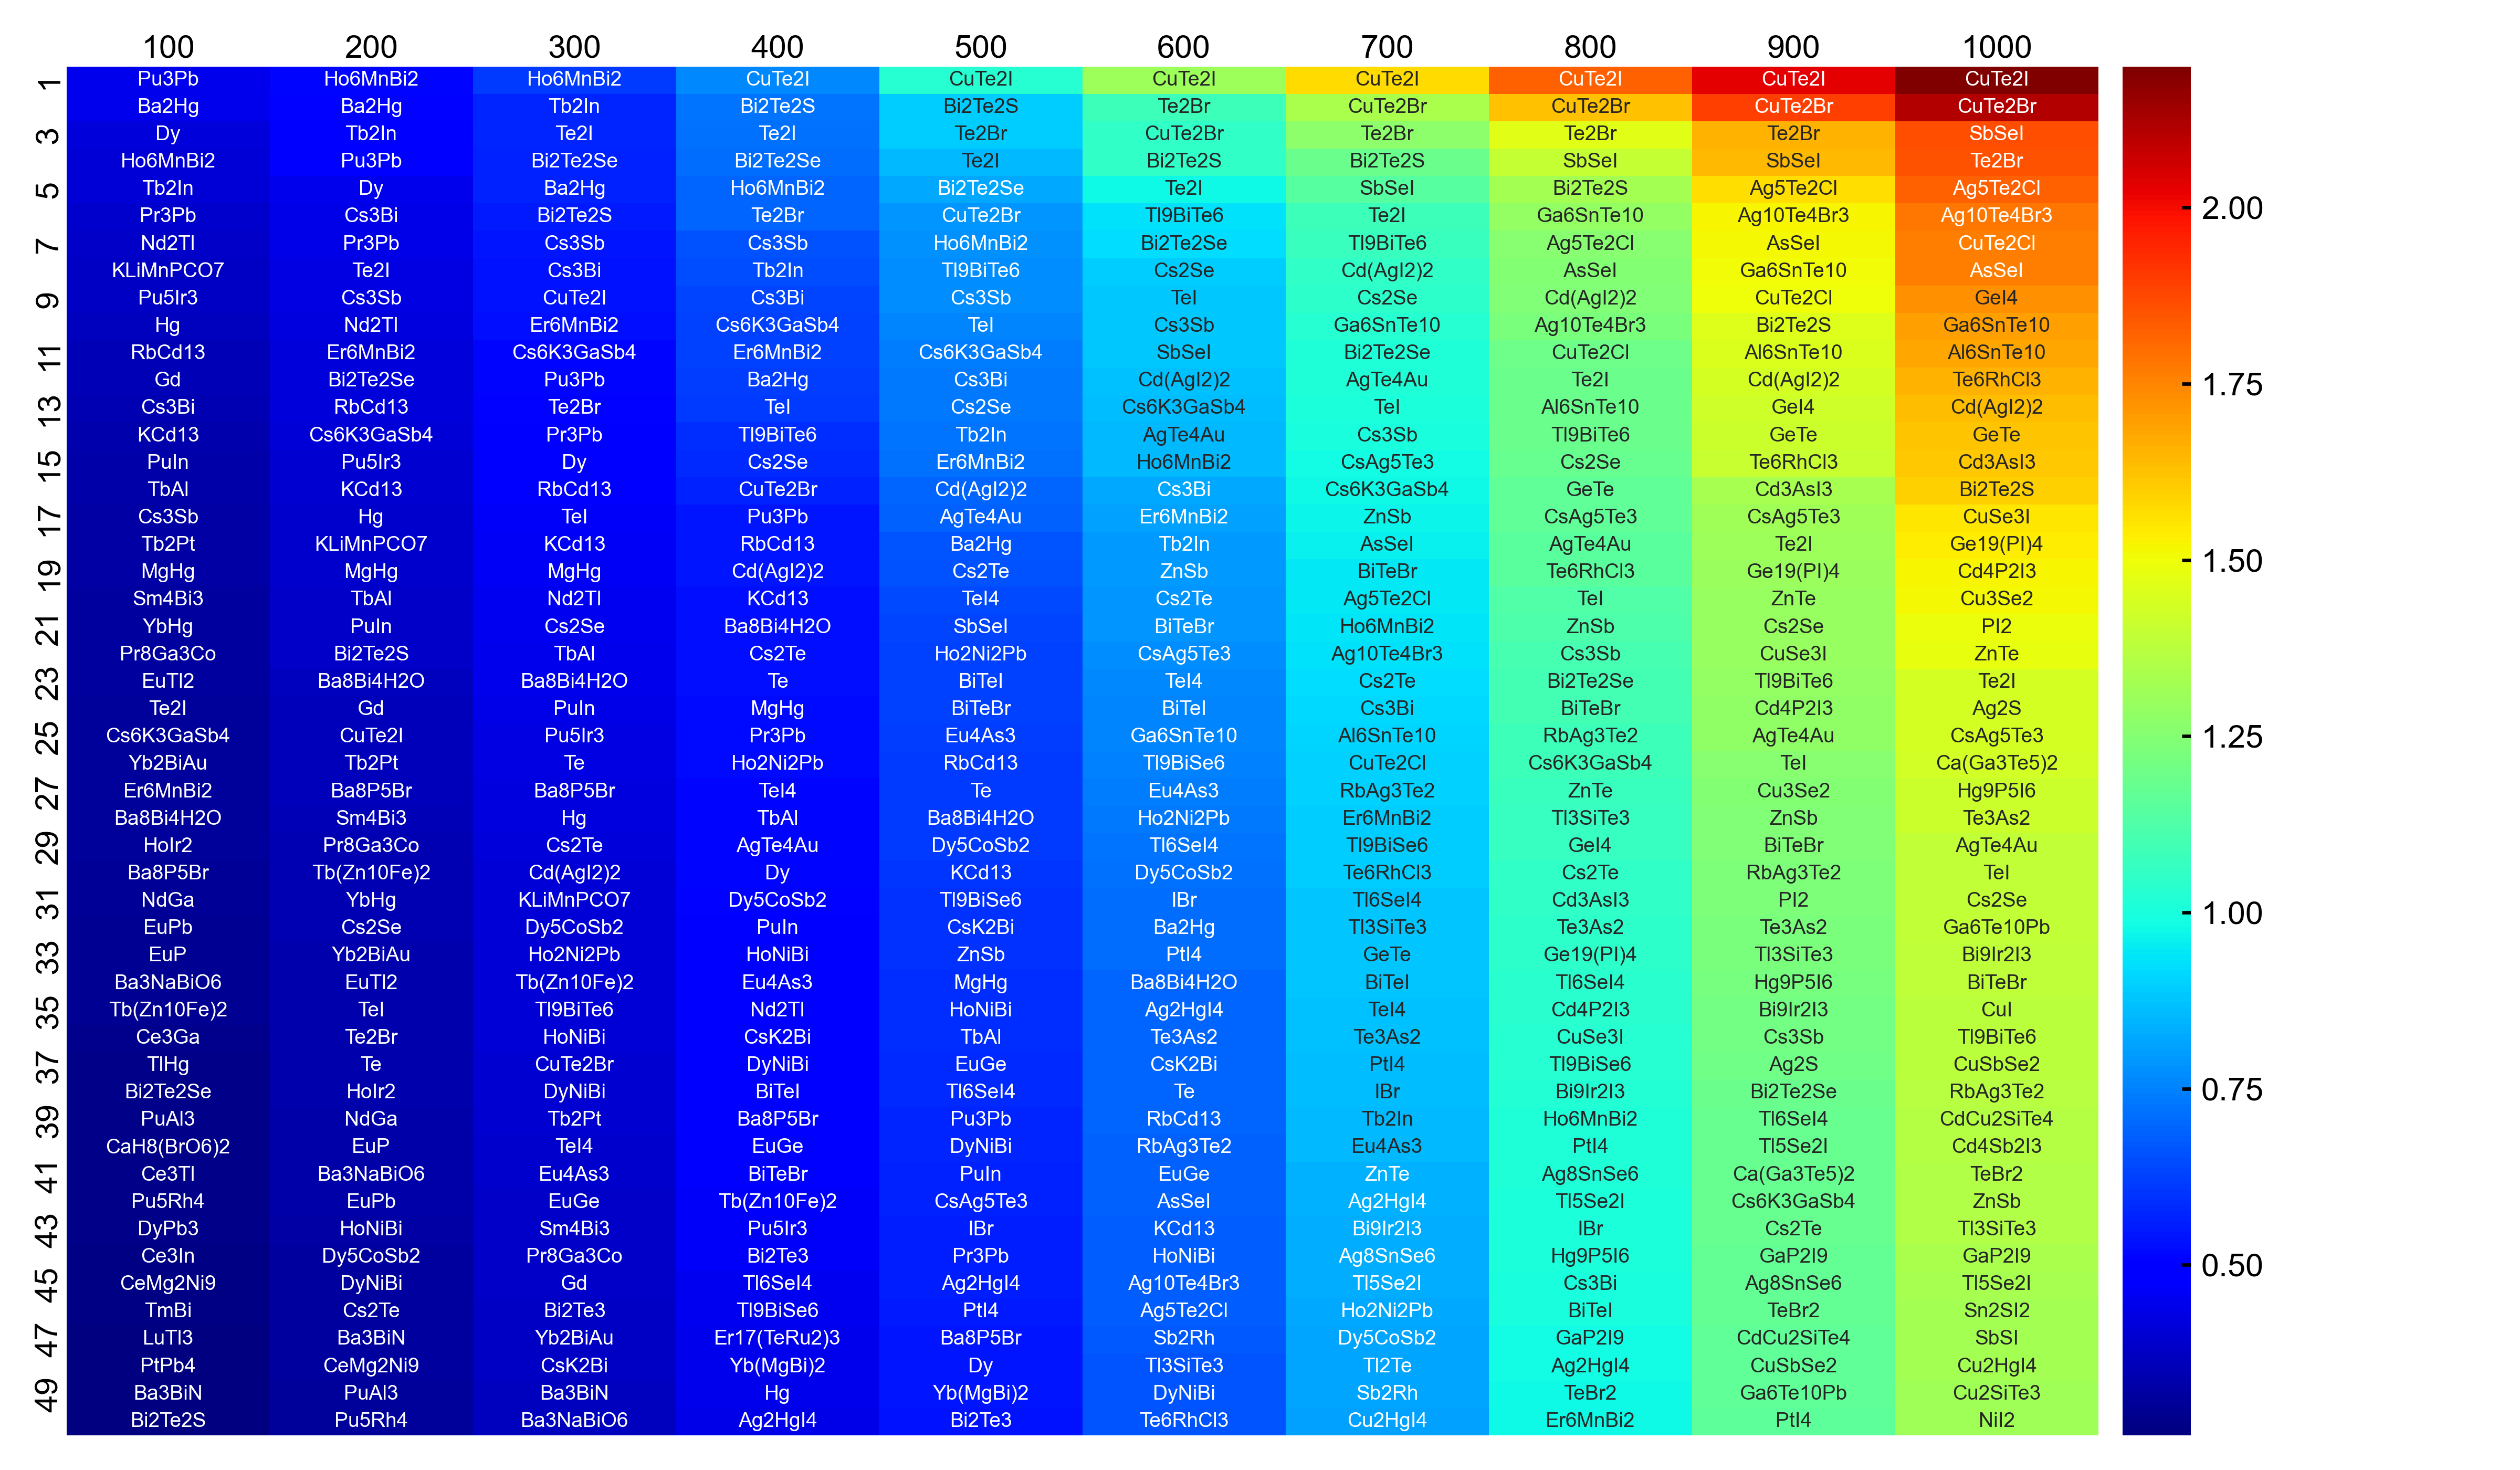 100 200 300 400 500 600 700 800 900 1000
1 Pu3Pb Ho6MnBi2 Ho6MnBi2 CuTe2I CuTe2I CuTe2I CuTe2I CuTe2I CuTe2I CuTe2I
Ba2Hg Ba2Hg Tb2In Bi2Te2S Bi2Te2S Te2Br CuTe2Br CuTe2Br CuTe2Br CuTe2Br
3 Dy Tb2In Te2I Te2I Te2Br CuTe2Br Te2Br Te2Br Te2Br SbSeI
Ho6MnBi2 Pu3Pb Bi2Te2Se Bi2Te2Se Te2I Bi2Te2S Bi2Te2S SbSeI SbSeI Te2Br
5 Tb2In Dy Ba2Hg Ho6MnBi2 Bi2Te2Se Te2I SbSeI Bi2Te2S Ag5Te2Cl Ag5Te2Cl
Pr3Pb Cs3Bi Bi2Te2S Te2Br CuTe2Br Tl9BiTe6 Te2I Ga6SnTe10 Ag10Te4Br3 Ag10Te4Br3
7 Nd2Tl Pr3Pb Cs3Sb Cs3Sb Ho6MnBi2 Bi2Te2Se Tl9BiTe6 Ag5Te2Cl AsSeI CuTe2Cl
KLiMnPCO7 Te2I Cs3Bi Tb2In Tl9BiTe6 Cs2Se Cd(AgI2)2 AsSeI Ga6SnTe10 AsSeI
9 Pu5Ir3 Cs3Sb CuTe2I Cs3Bi Cs3Sb TeI Cs2Se Cd(AgI2)2 CuTe2Cl GeI4
Hg Nd2Tl Er6MnBi2 Cs6K3GaSb4 TeI Cs3Sb Ga6SnTe10 Ag10Te4Br3 Bi2Te2S Ga6SnTe10
11 RbCd13 Er6MnBi2 Cs6K3GaSb4 Er6MnBi2 Cs6K3GaSb4 SbSeI Bi2Te2Se CuTe2Cl Al6SnTe10 Al6SnTe10
Gd Bi2Te2Se Pu3Pb Ba2Hg Cs3Bi Cd(AgI2)2 AgTe4Au Te2I Cd(AgI2)2 Te6RhCl3
13 Cs3Bi RbCd13 Te2Br TeI Cs2Se Cs6K3GaSb4 TeI Al6SnTe10 GeI4 Cd(AgI2)2
KCd13 Cs6K3GaSb4 Pr3Pb Tl9BiTe6 Tb2In AgTe4Au Cs3Sb Tl9BiTe6 GeTe GeTe
15 PuIn Pu5Ir3 Dy Cs2Se Er6MnBi2 Ho6MnBi2 CsAg5Te3 Cs2Se Te6RhCl3 Cd3AsI3
TbAl KCd13 RbCd13 CuTe2Br Cd(AgI2)2 Cs3Bi Cs6K3GaSb4 GeTe Cd3AsI3 Bi2Te2S
17 Cs3Sb Hg TeI Pu3Pb AgTe4Au Er6MnBi2 ZnSb CsAg5Te3 CsAg5Te3 CuSe3I
Tb2Pt KLiMnPCO7 KCd13 RbCd13 Ba2Hg Tb2In AsSeI AgTe4Au Te2I Ge19(PI)4
19 MgHg MgHg MgHg Cd(AgI2)2 Cs2Te ZnSb BiTeBr Te6RhCl3 Ge19(PI)4 Cd4P2I3
Sm4Bi3 TbAl Nd2Tl KCd13 TeI4 Cs2Te Ag5Te2Cl TeI ZnTe Cu3Se2
21 YbHg PuIn Cs2Se Ba8Bi4H2O SbSeI BiTeBr Ho6MnBi2 ZnSb Cs2Se PI2
Pr8Ga3Co Bi2Te2S TbAl Cs2Te Ho2Ni2Pb CsAg5Te3 Ag10Te4Br3 Cs3Sb CuSe3I ZnTe
23 EuTl2 Ba8Bi4H2O Ba8Bi4H2O Te BiTeI TeI4 Cs2Te Bi2Te2Se Tl9BiTe6 Te2I
Te2I Gd PuIn MgHg BiTeBr BiTeI Cs3Bi BiTeBr Cd4P2I3 Ag2S
25 Cs6K3GaSb4 CuTe2I Pu5Ir3 Pr3Pb Eu4As3 Ga6SnTe10 Al6SnTe10 RbAg3Te2 AgTe4Au CsAg5Te3
Yb2BiAu Tb2Pt Te Ho2Ni2Pb RbCd13 Tl9BiSe6 CuTe2Cl Cs6K3GaSb4 TeI Ca(Ga3Te5)2
27 Er6MnBi2 Ba8P5Br Ba8P5Br TeI4 Te Eu4As3 RbAg3Te2 ZnTe Cu3Se2 Hg9P5I6
Ba8Bi4H2O Sm4Bi3 Hg TbAl Ba8Bi4H2O Ho2Ni2Pb Er6MnBi2 Tl3SiTe3 ZnSb Te3As2
29 HoIr2 Pr8Ga3Co Cs2Te AgTe4Au Dy5CoSb2 Tl6SeI4 Tl9BiSe6 GeI4 BiTeBr AgTe4Au
Ba8P5Br Tb(Zn10Fe)2 Cd(AgI2)2 Dy KCd13 Dy5CoSb2 Te6RhCl3 Cs2Te RbAg3Te2 TeI
31 NdGa YbHg KLiMnPCO7 Dy5CoSb2 Tl9BiSe6 IBr Tl6SeI4 Cd3AsI3 PI2 Cs2Se
EuPb Cs2Se Dy5CoSb2 PuIn CsK2Bi Ba2Hg Tl3SiTe3 Te3As2 Te3As2 Ga6Te10Pb
33 EuP Yb2BiAu Ho2Ni2Pb HoNiBi ZnSb PtI4 GeTe Ge19(PI)4 Tl3SiTe3 Bi9Ir2I3
Ba3NaBiO6 EuTl2 Tb(Zn10Fe)2 Eu4As3 MgHg Ba8Bi4H2O BiTeI Tl6SeI4 Hg9P5I6 BiTeBr
35 Tb(Zn10Fe)2 TeI Tl9BiTe6 Nd2Tl HoNiBi Ag2HgI4 TeI4 Cd4P2I3 Bi9Ir2I3 CuI
Ce3Ga Te2Br HoNiBi CsK2Bi TbAl Te3As2 Te3As2 CuSe3I Cs3Sb Tl9BiTe6
37 TlHg Te CuTe2Br DyNiBi EuGe CsK2Bi PtI4 Tl9BiSe6 Ag2S CuSbSe2
Bi2Te2Se HoIr2 DyNiBi BiTeI Tl6SeI4 Te IBr Bi9Ir2I3 Bi2Te2Se RbAg3Te2
39 PuAl3 NdGa Tb2Pt Ba8P5Br Pu3Pb RbCd13 Tb2In Ho6MnBi2 Tl6SeI4 CdCu2SiTe4
CaH8(BrO6)2 EuP TeI4 EuGe DyNiBi RbAg3Te2 Eu4As3 PtI4 Tl5Se2I Cd4Sb2I3
41 Ce3Tl Ba3NaBiO6 Eu4As3 BiTeBr PuIn EuGe ZnTe Ag8SnSe6 Ca(Ga3Te5)2 TeBr2
Pu5Rh4 EuPb EuGe Tb(Zn10Fe)2 CsAg5Te3 AsSeI Ag2HgI4 Tl5Se2I Cs6K3GaSb4 ZnSb
43 DyPb3 HoNiBi Sm4Bi3 Pu5Ir3 IBr KCd13 Bi9Ir2I3 IBr Cs2Te Tl3SiTe3
Ce3In Dy5CoSb2 Pr8Ga3Co Bi2Te3 Pr3Pb HoNiBi Ag8SnSe6 Hg9P5I6 GaP2I9 GaP2I9
45 CeMg2Ni9 DyNiBi Gd Tl6SeI4 Ag2HgI4 Ag10Te4Br3 Tl5Se2I Cs3Bi Ag8SnSe6 Tl5Se2I
TmBi Cs2Te Bi2Te3 Tl9BiSe6 PtI4 Ag5Te2Cl Ho2Ni2Pb BiTeI TeBr2 Sn2SI2
47 LuTl3 Ba3BiN Yb2BiAu Er17(TeRu2)3 Ba8P5Br Sb2Rh Dy5CoSb2 GaP2I9 CdCu2SiTe4 SbSI
PtPb4 CeMg2Ni9 CsK2Bi Yb(MgBi)2 Dy Tl3SiTe3 Tl2Te Ag2HgI4 CuSbSe2 Cu2HgI4
49 Ba3BiN PuAl3 Ba3BiN Hg Yb(MgBi)2 DyNiBi Sb2Rh TeBr2 Ga6Te10Pb Cu2SiTe3
Bi2Te2S Pu5Rh4 Ba3NaBiO6 Ag2HgI4 Bi2Te3 Te6RhCl3 Cu2HgI4 Er6MnBi2 PtI4 NiI2
2.00
1.75
1.50
1.25
1.00
0.75
0.50